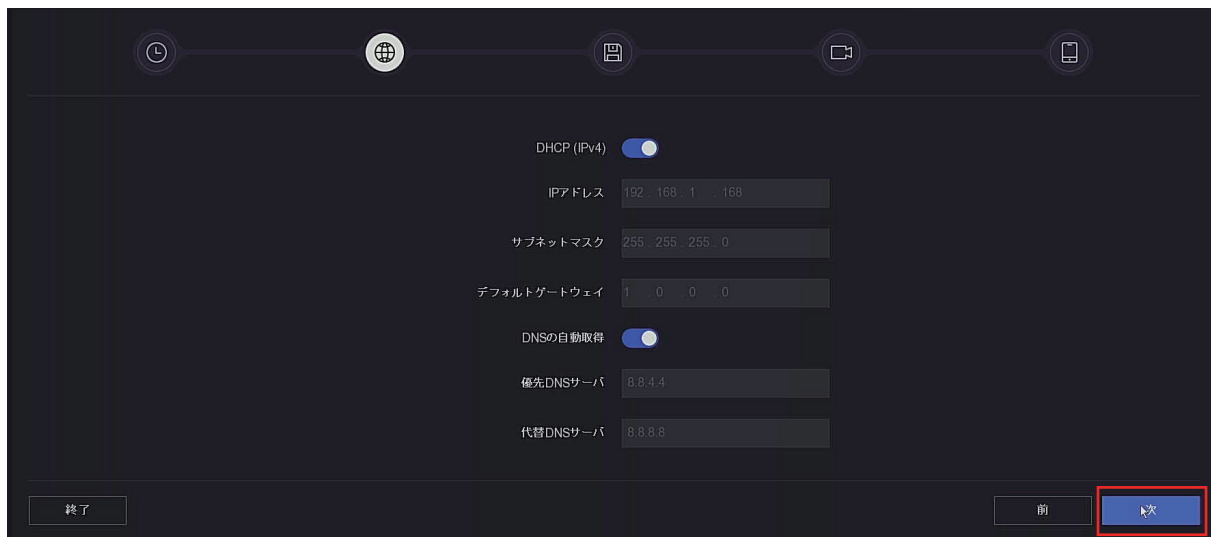 DHCP (IPv4)
IPアドレス 192 . 168 . 1 . 168
サブネットマスク 255 . 255 . 255 . 0
デフォルトゲートウェイ 1 . 0 . 0 . 0
DNSの自動取得
優先DNSサーバ 8.8.4.4
代替DNSサーバ 8.8.8.8
終了 前 次